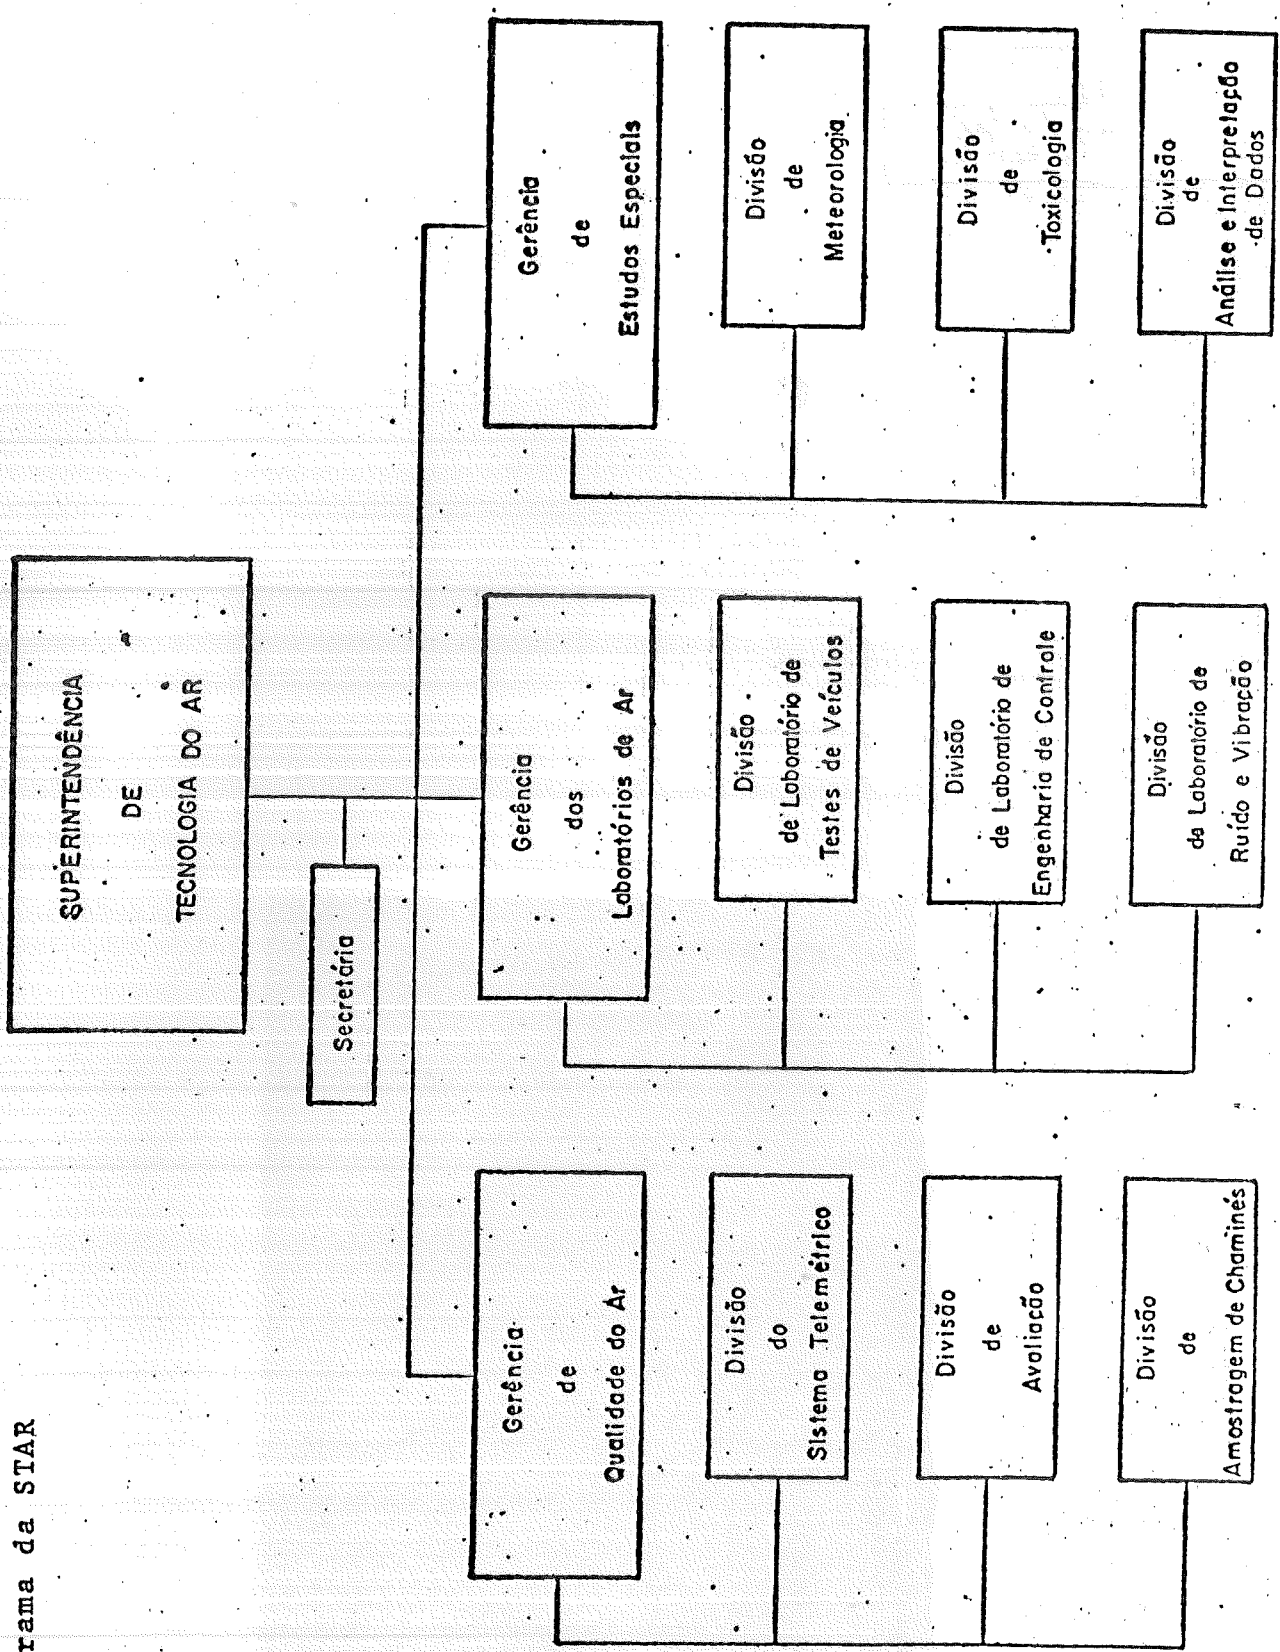 rama da STAR
SUPERINTENDÊNCIA
DE
TECNOLOGIA DO AR
Secretária
Gerência
de
Qualidade do Ar
Divisão
do
Sistema Telemétrico
Divisão
de
Avaliação
Divisão
de
Amostragem de Chaminés
Gerência
dos
Laboratórios de Ar
Divisão
de Laboratório de
Testes de Veículos
Divisão
de Laboratório de
Engenharia de Controle
Divisão
de Laboratório de
Ruído e Vibração
Gerência
de
Estudos Especiais
Divisão
de
Meteorologia
Divisão
de
Toxicologia
Divisão
de
Análise e Interpretação
de Dados